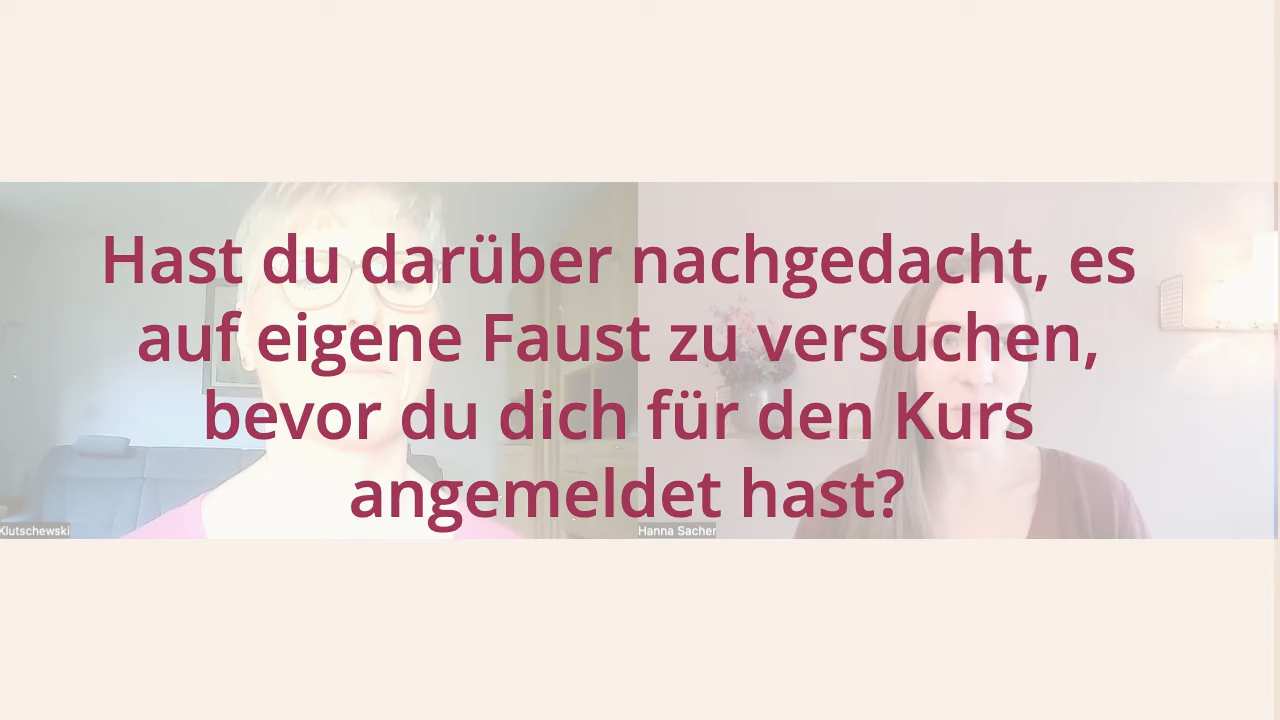 Hast du darüber nachgedacht, es
auf eigene Faust zu versuchen,
bevor du dich für den Kurs
angemeldet hast?
Klutschewski
Hanna Sacher